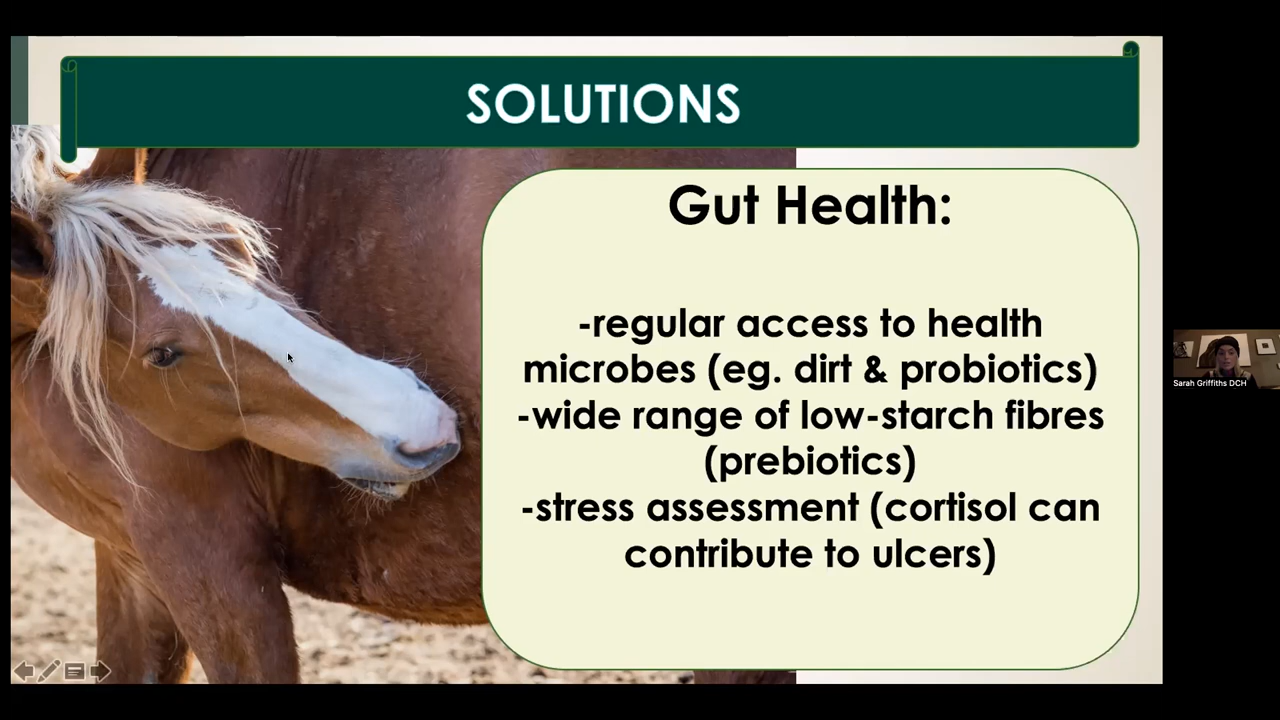 SOLUTIONS
Gut Health:
-regular access to health
microbes (eg. dirt & probiotics)
-wide range of low-starch fibres
(prebiotics)
-stress assessment (cortisol can
contribute to ulcers)
Sarah Griffiths DCH